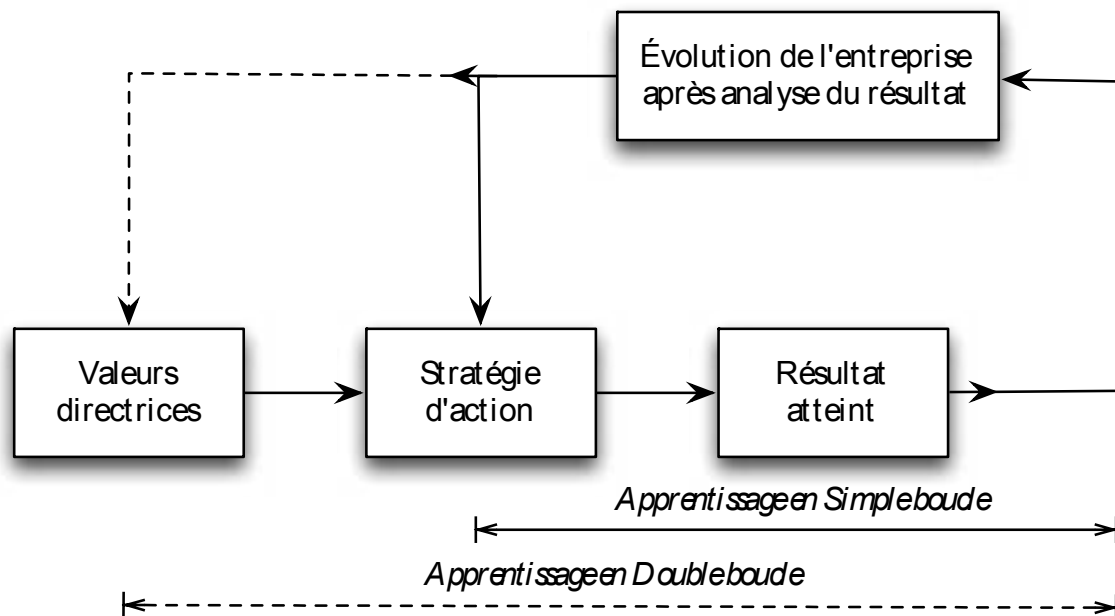 Évolution de l'entreprise
après analyse du résultat
Valeurs
directrices
Stratégie
d'action
Résultat
atteint
Apprentissage en Simple boucle
Apprentissage en Double boucle